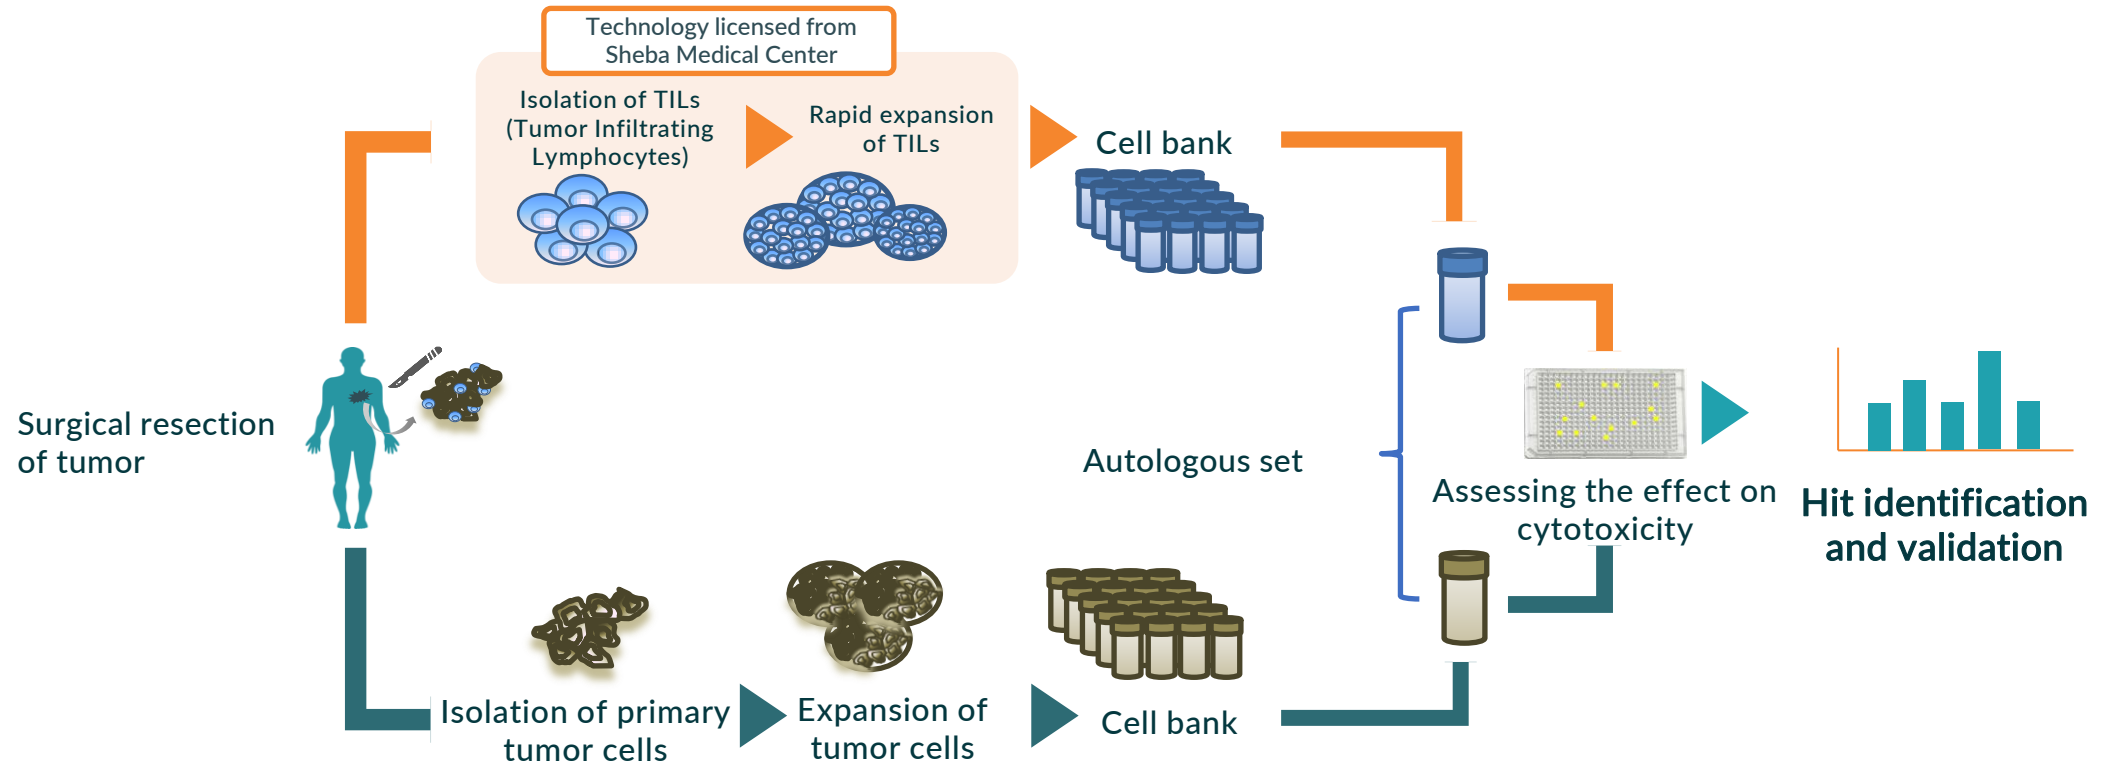 Technology licensed from
Sheba Medical Center
Isolation of TILs
(Tumor Infiltrating
Lymphocytes)
Rapid expansion
of TILs
Cell bank
Surgical resection
of tumor
Autologous set
Assessing the effect on
cytotoxicity
Hit identification
and validation
Isolation of primary
tumor cells
Expansion of
tumor cells
Cell bank